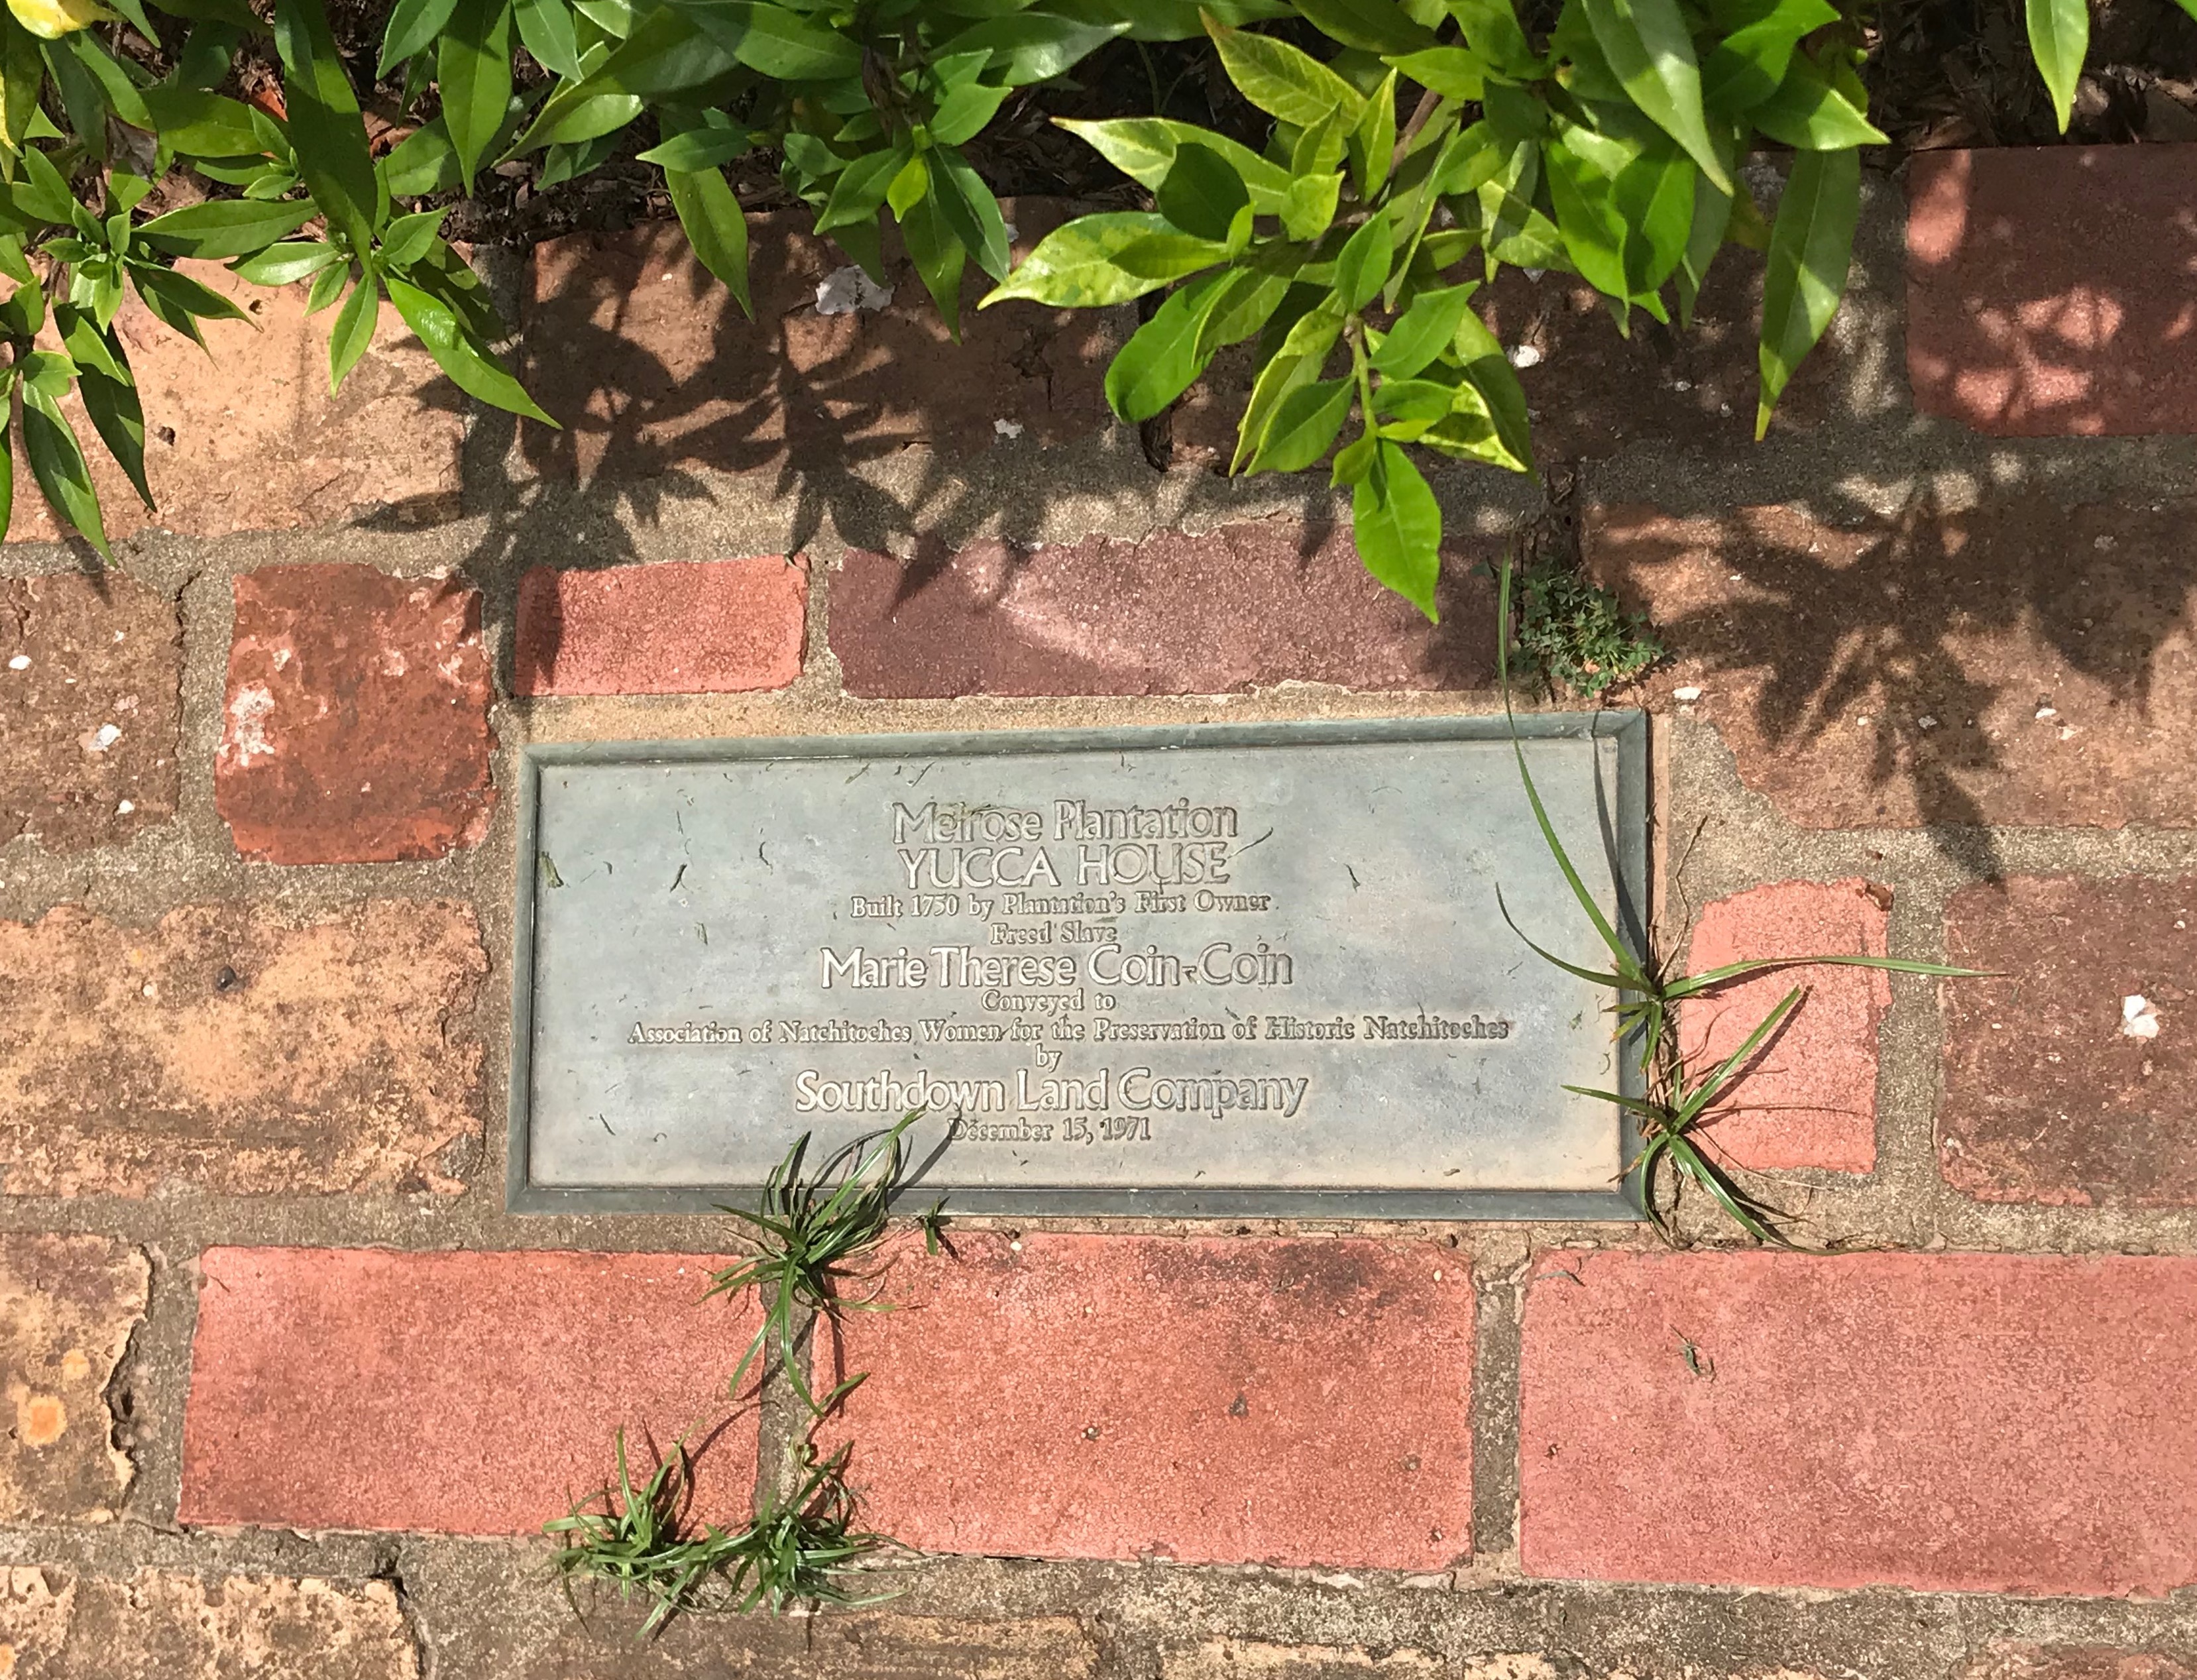 Melrose Plantation
YUCCA HOUSE
Built 1750 by Plantation's First Owner
Freed Slave
Marie Therese Coin-Coin
Conveyed to
Association of Natchitoches Women for the Preservation of Historic Natchitoches
by
Southdown Land Company
December 15, 1971